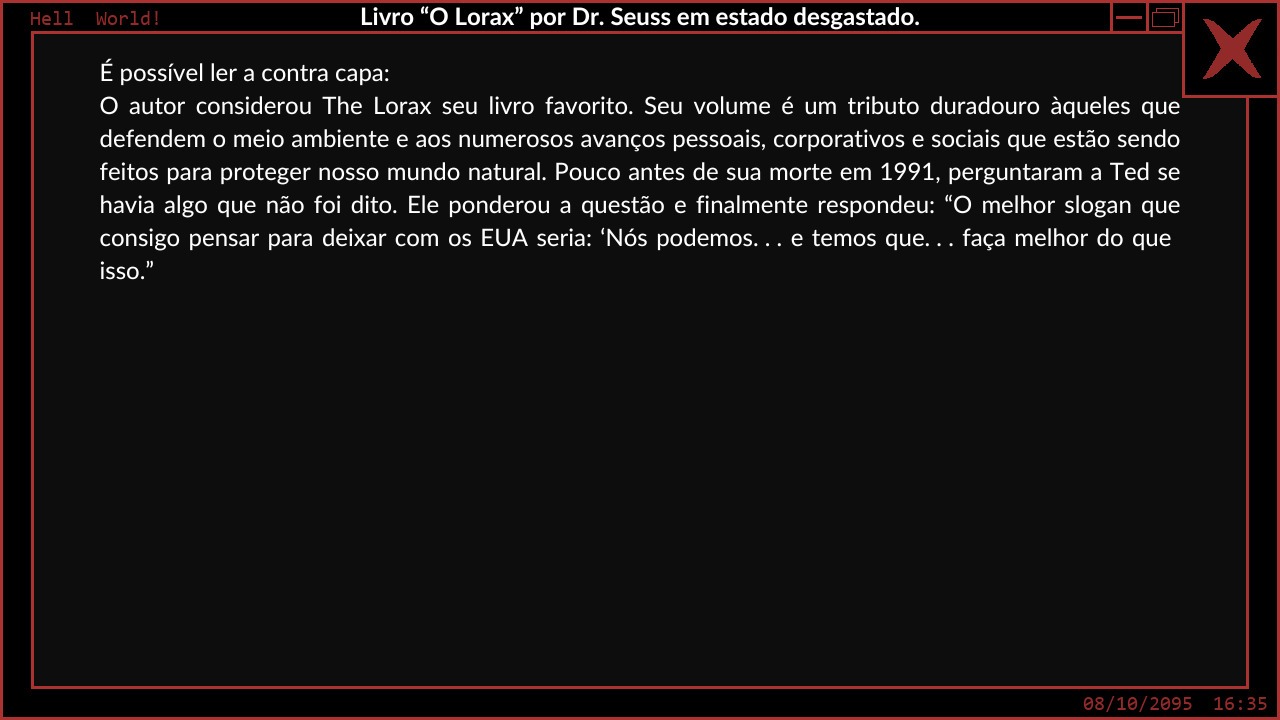 Hell World!
Livro “O Lorax” por Dr. Seuss em estado desgastado.
É possível ler a contra capa:
O autor considerou The Lorax seu livro favorito. Seu volume é um tributo duradouro àqueles que
defendem o meio ambiente e aos numerosos avanços pessoais, corporativos e sociais que estão sendo
feitos para proteger nosso mundo natural. Pouco antes de sua morte em 1991, perguntaram a Ted se
havia algo que não foi dito. Ele ponderou a questão e finalmente respondeu: “O melhor slogan que
consigo pensar para deixar com os EUA seria: ‘Nós podemos. . . e temos que. . . faça melhor do que
isso.”
08/10/2095 16:35